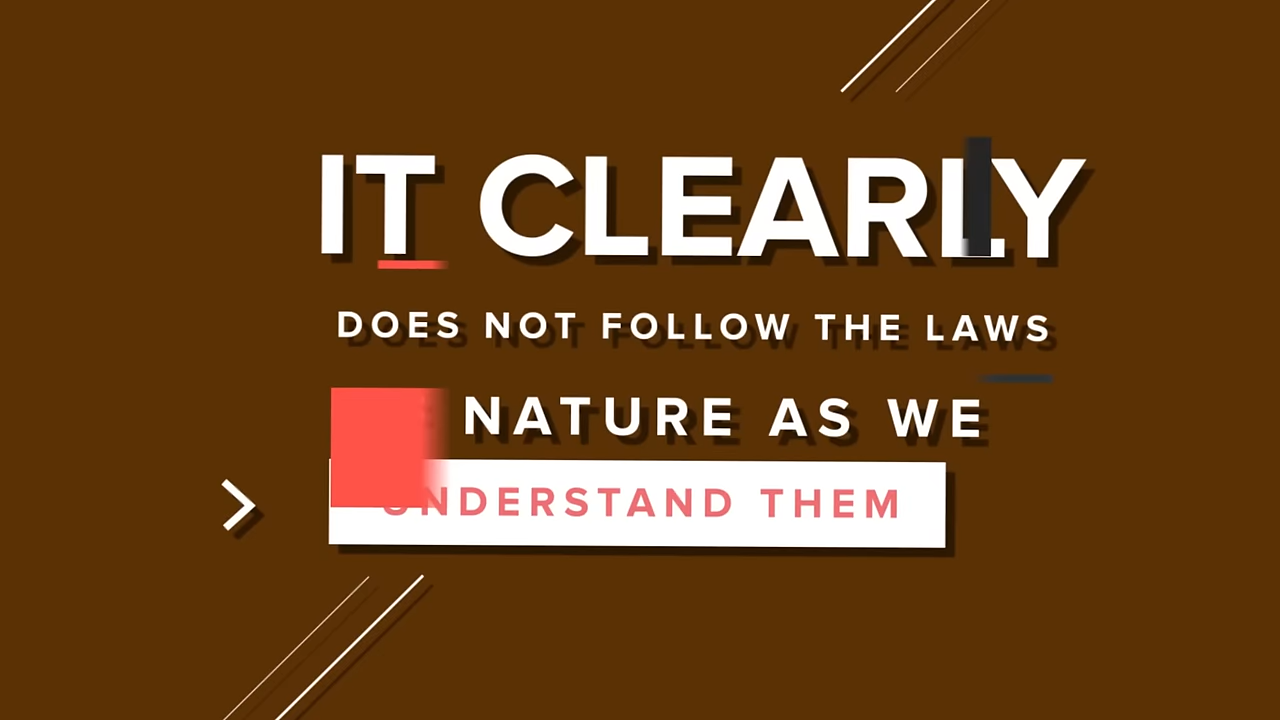 IT CLEARLY
DOES NOT FOLLOW THE LAWS
NATURE AS WE
UNDERSTAND THEM